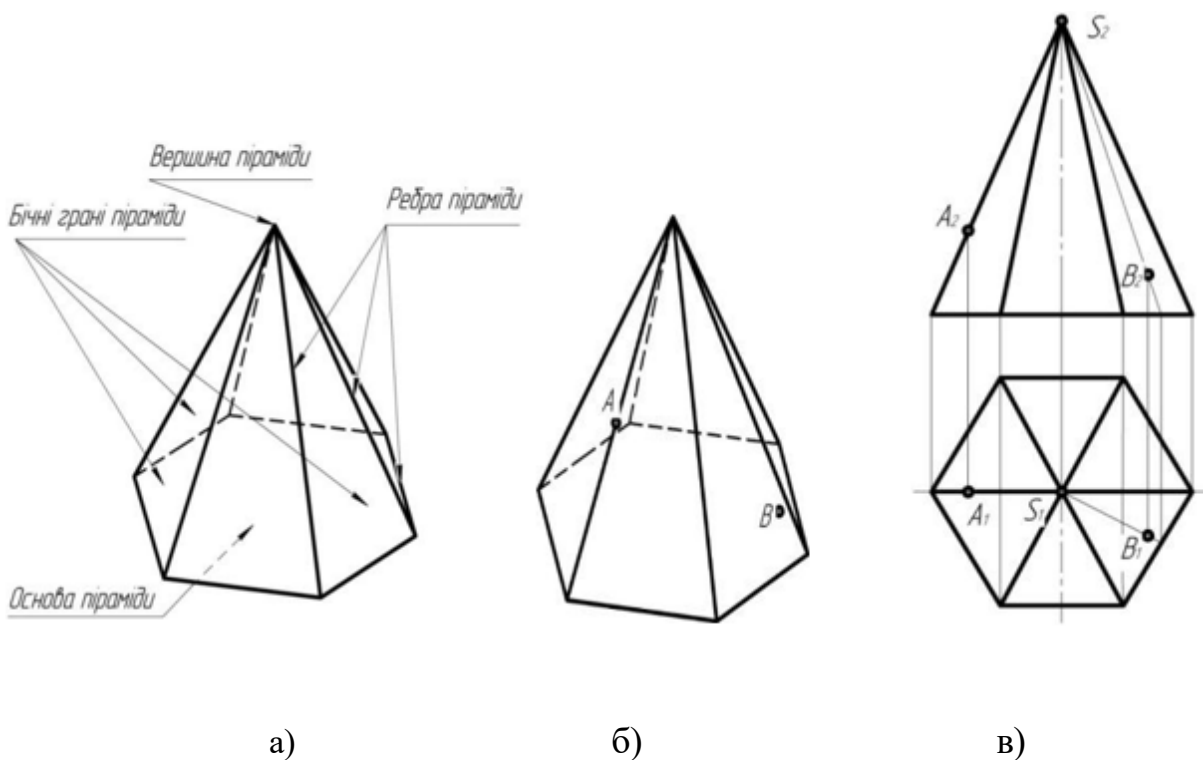 Вершина піраміди
Бічні грані піраміди
Ребра піраміди
Основа піраміди
A
B
S₂
A₂
B₂
A₁
S₁
B₁
а)
б)
в)